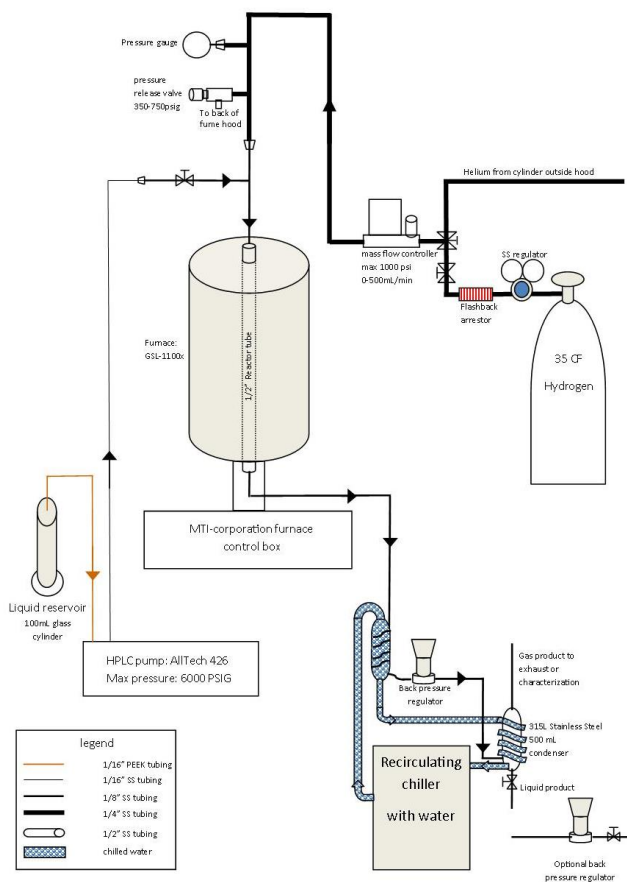 Pressure gauge
pressure
release valve
350-750psig
To back of
fume hood
Helium from cylinder outside hood
mass flow controller
max 1000 psi
0-500mL/min
SS regulator
Flashback
arrestor
35 CF
Hydrogen
Furnace:
GSL-1100x
1/2” Reactor tube
MTI-corporation furnace
control box
Liquid reservoir
100mL glass
cylinder
HPLC pump: AllTech 426
Max pressure: 6000 PSIG
Back pressure
regulator
Gas product to
exhaust or
characterization
315L Stainless Steel
500 mL
condenser
Recirculating
chiller
with water
Liquid product
Optional back
pressure regulator
legend
1/16” PEEK tubing
1/16” SS tubing
1/8” SS tubing
1/4” SS tubing
1/2” SS tubing
chilled water